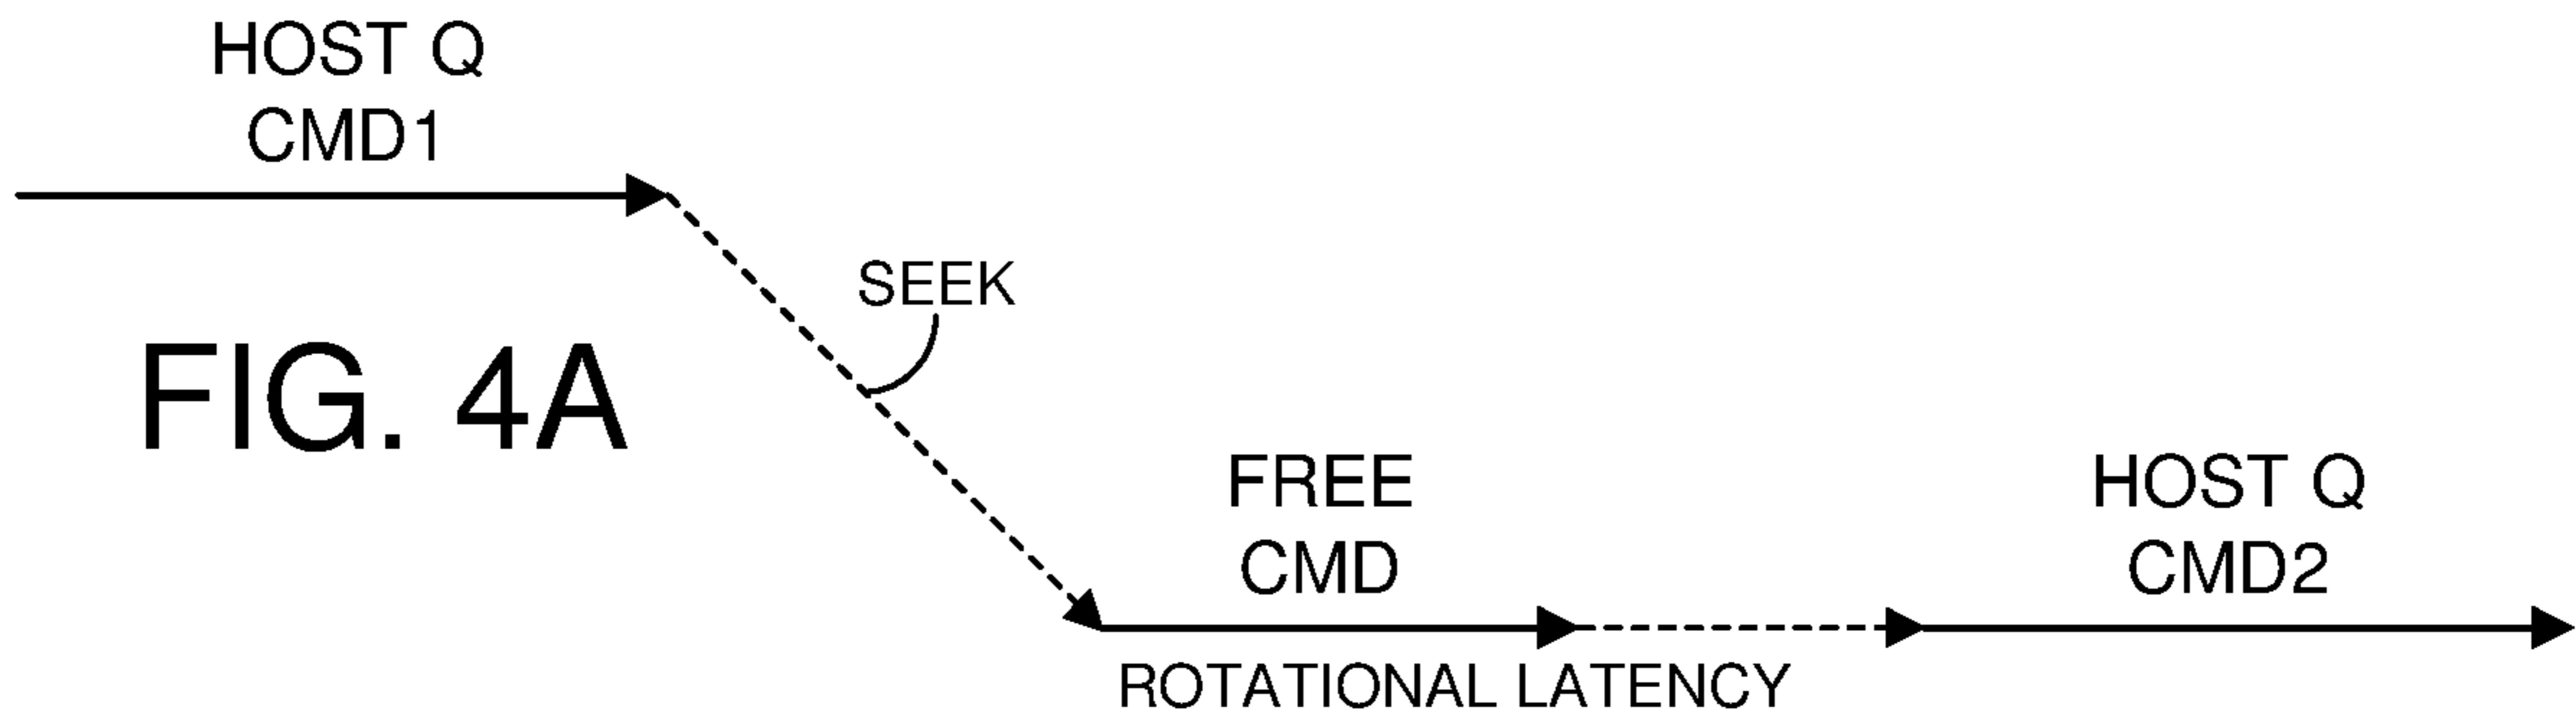 HOST Q
CMD1
SEEK
FIG. 4A
FREE
CMD
HOST Q
CMD2
ROTATIONAL LATENCY